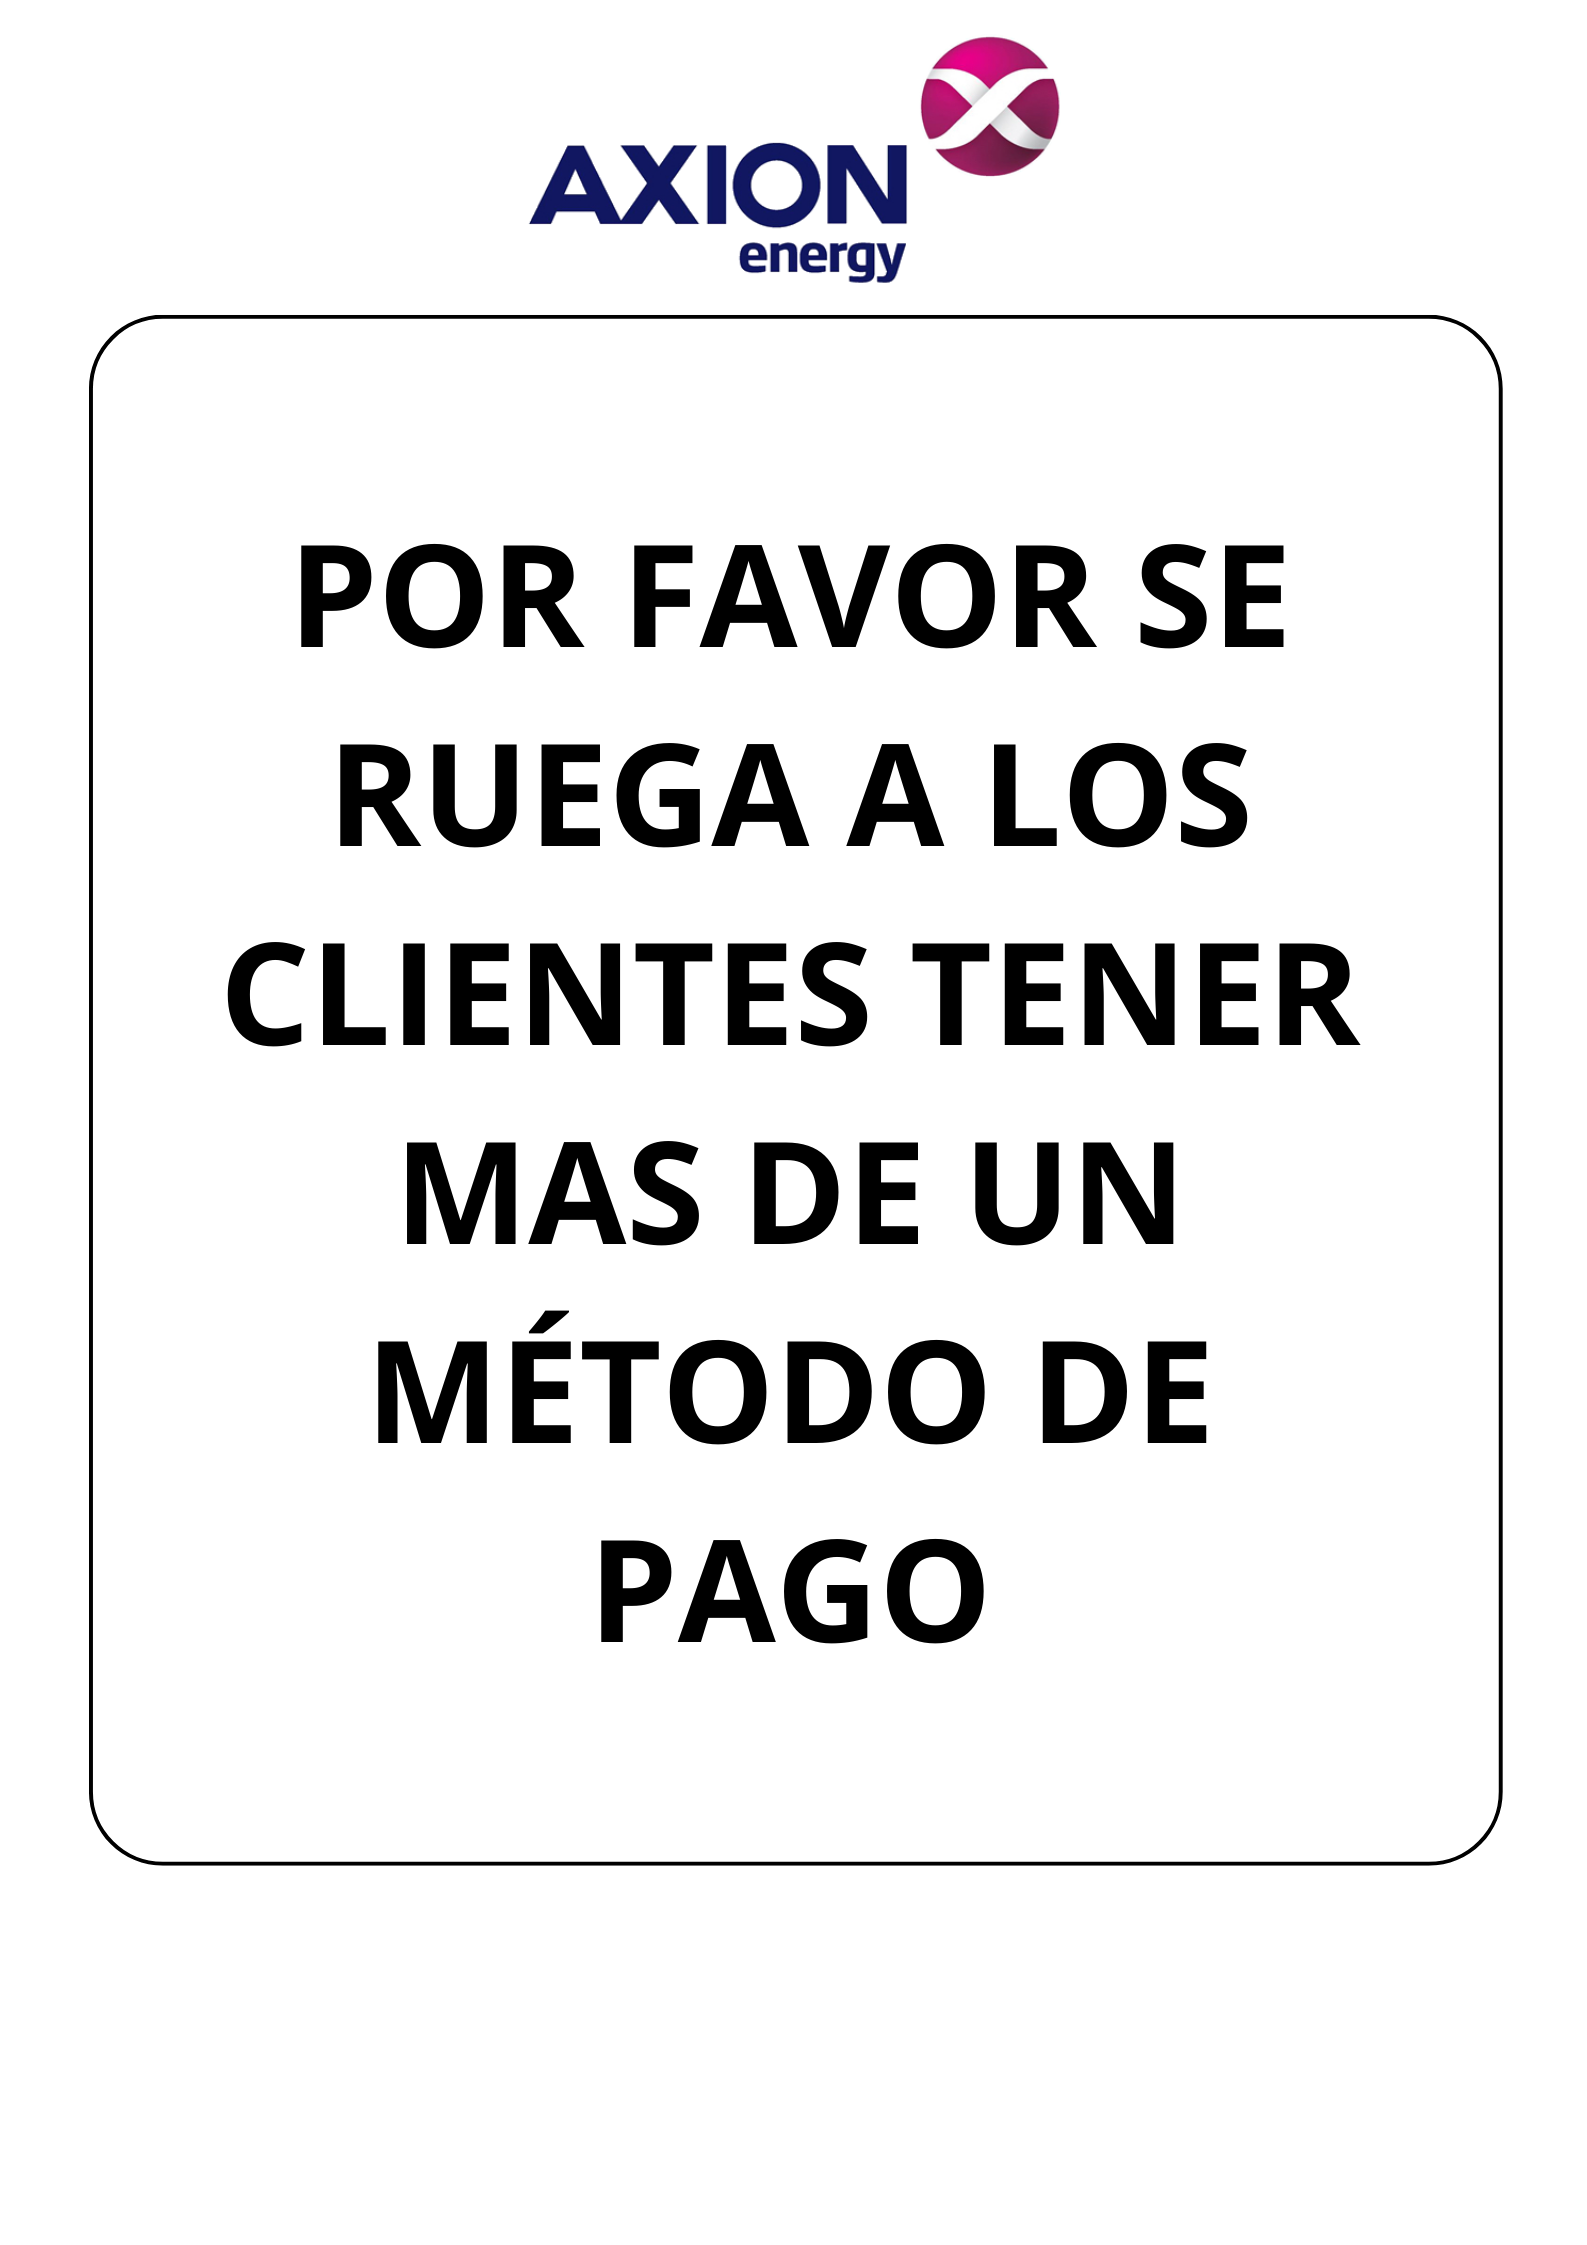 AXION
energy
POR FAVOR SE
RUEGA A LOS
CLIENTES TENER
MAS DE UN
MÉTODO DE
PAGO